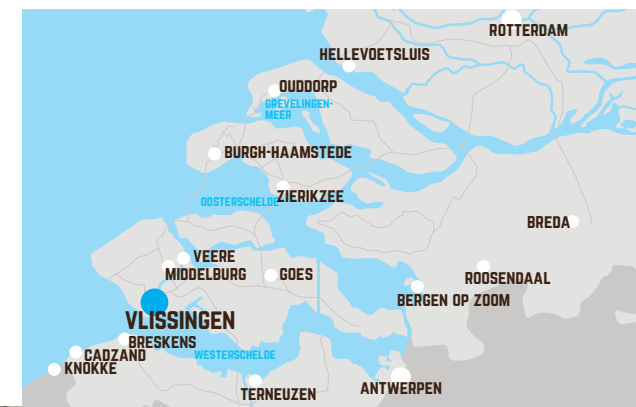 ROTTERDAM
HELLEVOETSLUIS
OUDDORP
GREVELINGEN-
MEER
BURGH-HAAMSTEDE
ZIERIKZEE
OOSTERSCHELDE
BREDA
VEERE
MIDDELBURG
GOES
ROOSENDAAL
BERGEN OP ZOOM
VLISSINGEN
BRESKENS
CADZAND
WESTERSCHELDE
KNOKKE
ANTWERPEN
TERNEUZEN